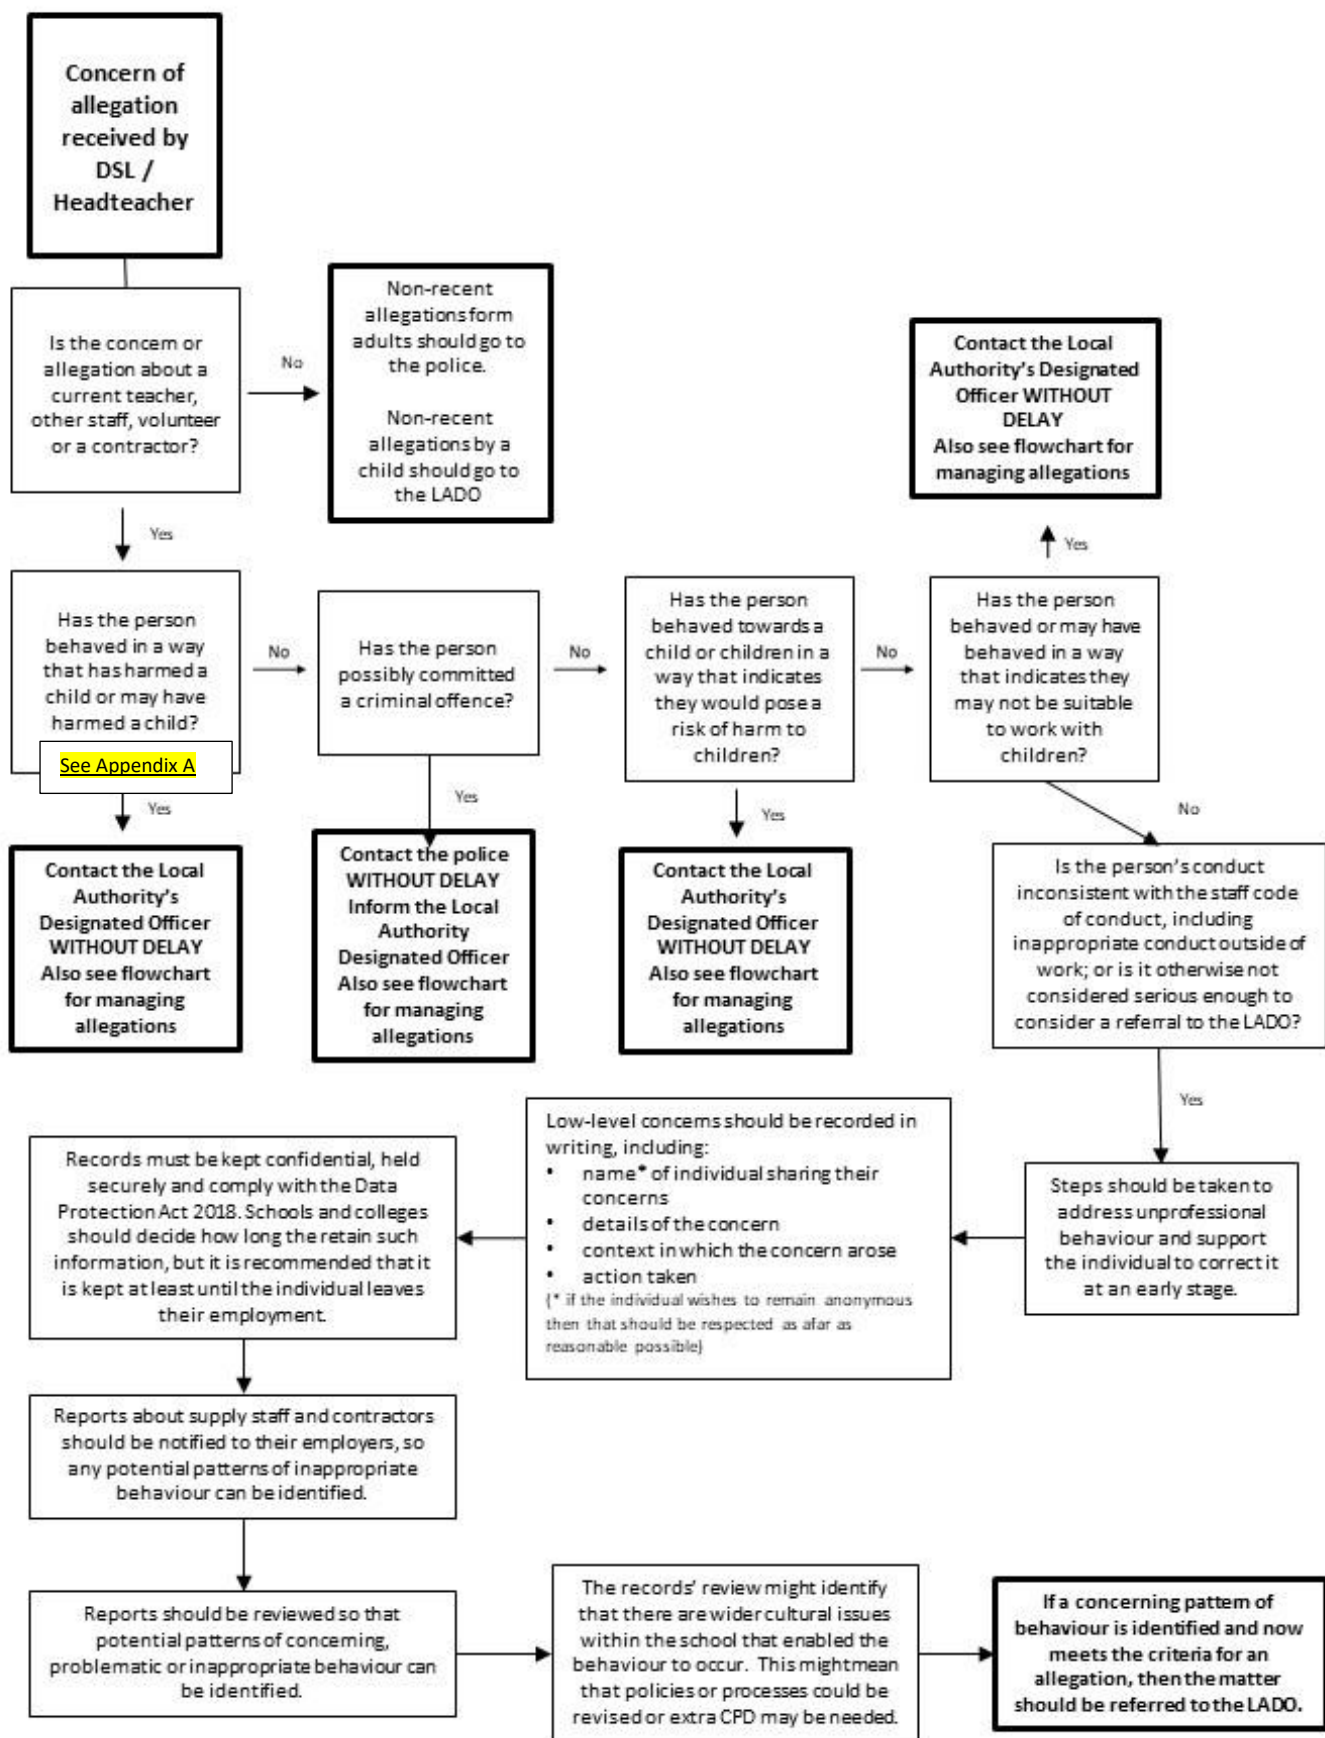 Concern of
allegation
received by
DSL /
Headteacher
Is the concern or
allegation about a
current teacher,
other staff, volunteer
or a contractor?
No
Non-recent
allegations form
adults should go to
the police.
Non-recent
allegations by a
child should go to
the LADO
Contact the Local
Authority's Designated
Officer WITHOUT
DELAY
Also see flowchart for
managing allegations
Yes
Yes
Has the person
behaved in a way
that has harmed a
child or may have
harmed a child?
See Appendix A
No
Has the person
possibly committed
a criminal offence?
No
Has the person
behaved towards a
child or children in a
way that indicates
they would pose a
risk of harm to
children?
No
Has the person
behaved or may have
behaved in a way
that indicates they
may not be suitable
to work with
children?
Yes
Yes
Yes
No
Contact the Local
Authority's
Designated Officer
WITHOUT DELAY
Also see flowchart
for managing
allegations
Contact the police
WITHOUT DELAY
Inform the Local
Authority
Designated Officer
Also see flowchart
for managing
allegations
Contact the Local
Authority's
Designated Officer
WITHOUT DELAY
Also see flowchart
for managing
allegations
Is the person's conduct
inconsistent with the staff code
of conduct, including
inappropriate conduct outside of
work; or is it otherwise not
considered serious enough to
consider a referral to the LADO?
Yes
Steps should be taken to
address unprofessional
behaviour and support
the individual to correct it
at an early stage.
Low-level concerns should be recorded in
writing, including:
• name* of individual sharing their
concerns
• details of the concern
• context in which the concern arose
• action taken
(* if the individual wishes to remain anonymous
then that should be respected as afar as
reasonable possible)
Records must be kept confidential, held
securely and comply with the Data
Protection Act 2018. Schools and colleges
should decide how long the retain such
information, but it is recommended that it
is kept at least until the individual leaves
their employment.
Reports about supply staff and contractors
should be notified to their employers, so
any potential patterns of inappropriate
behaviour can be identified.
Reports should be reviewed so that
potential patterns of concerning,
problematic or inappropriate behaviour can
be identified.
The records' review might identify
that there are wider cultural issues
within the school that enabled the
behaviour to occur. This might mean
that policies or processes could be
revised or extra CPD may be needed.
If a concerning pattern of
behaviour is identified and now
meets the criteria for an
allegation, then the matter
should be referred to the LADO.